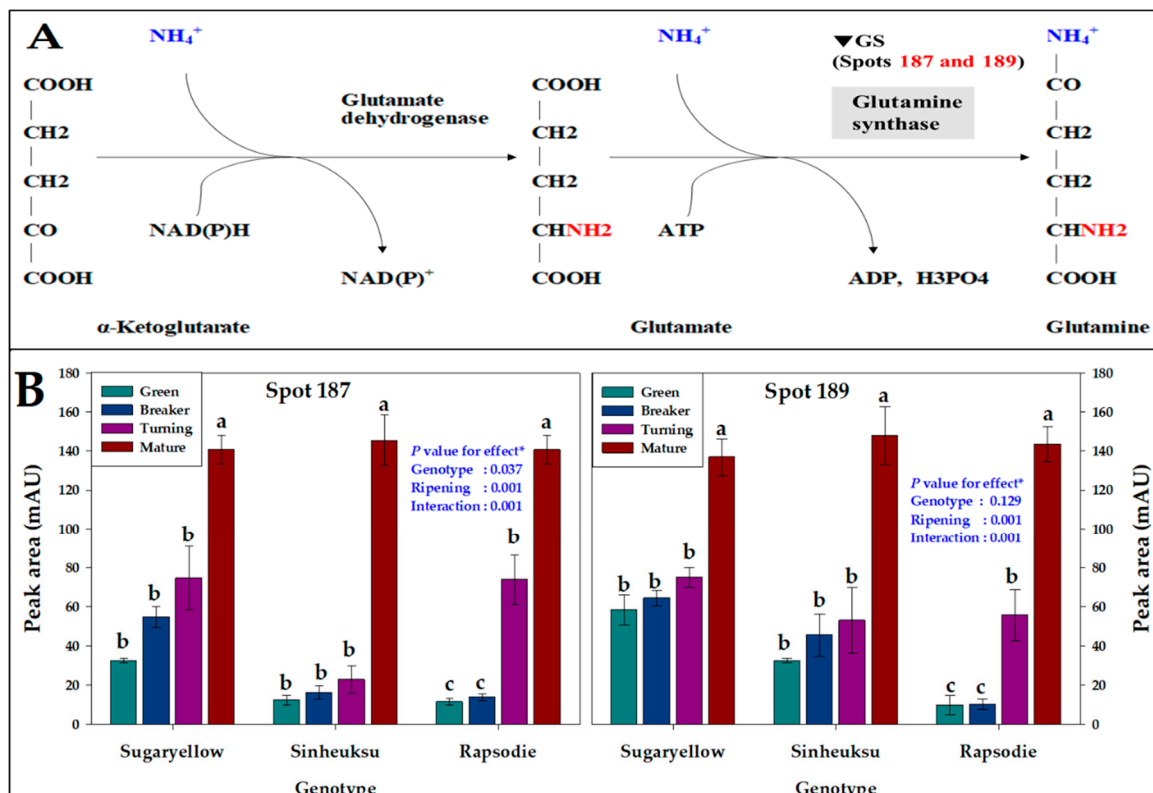 A
NH₄⁺
NH₄⁺
▼GS
(Spots 187 and 189)
NH₄⁺
COOH
COOH
CO
Glutamate
dehydrogenase
Glutamine
synthase
CH2
CH2
CH2
CH2
CH2
CH2
CO
NAD(P)H
CHNH2
ATP
CHNH2
COOH
NAD(P)⁺
COOH
ADP, H3PO4
COOH
α-Ketoglutarate
Glutamate
Glutamine
B
Peak area (mAU)
180
160
140
120
100
80
60
40
20
0
Green
Breaker
Turning
Mature
Spot 187
P value for effect*
Genotype : 0.037
Ripening : 0.001
Interaction : 0.001
b
b
b
a
b
b
b
a
c
c
b
a
Sugaryellow
Sinheuksu
Rapsodie
Genotype
Green
Breaker
Turning
Mature
Spot 189
P value for effect*
Genotype : 0.129
Ripening : 0.001
Interaction : 0.001
b
b
b
a
b
b
b
a
c
c
b
a
Sugaryellow
Sinheuksu
Rapsodie
Genotype
180
160
140
120
100
80
60
40
20
0
Peak area (mAU)